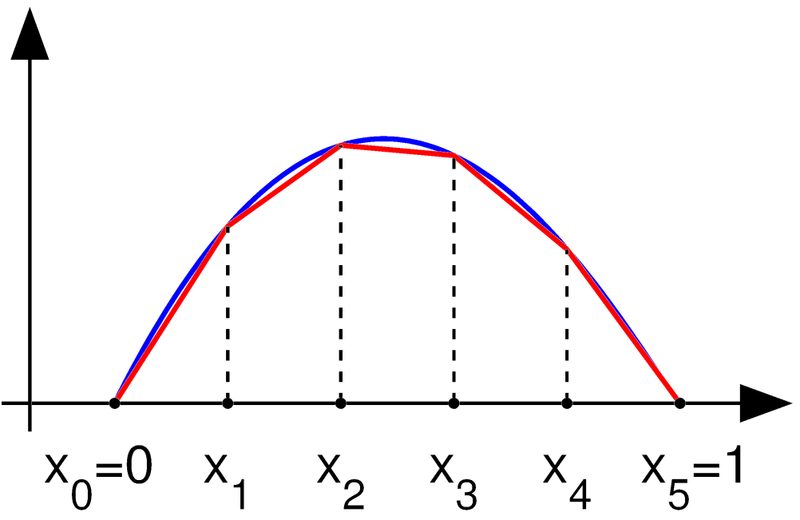 x₀=0 x₁ x₂ x₃ x₄ x₅=1